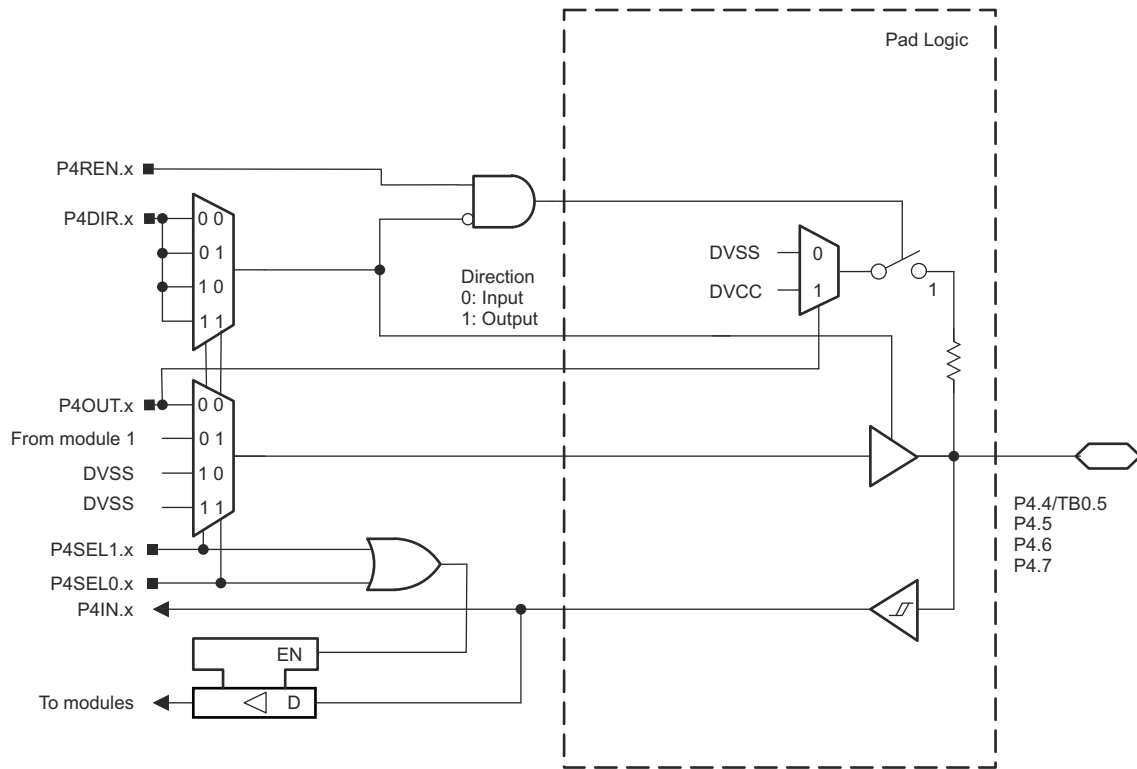 Pad Logic
P4REN.x
P4DIR.x
0 0
0 1
1 0
1 1
Direction
0: Input
1: Output
DVSS
0
DVCC
1
1
P4OUT.x
0 0
From module 1
0 1
DVSS
1 0
DVSS
1 1
P4.4/TB0.5
P4.5
P4.6
P4.7
P4SEL1.x
P4SEL0.x
P4IN.x
EN
To modules
D